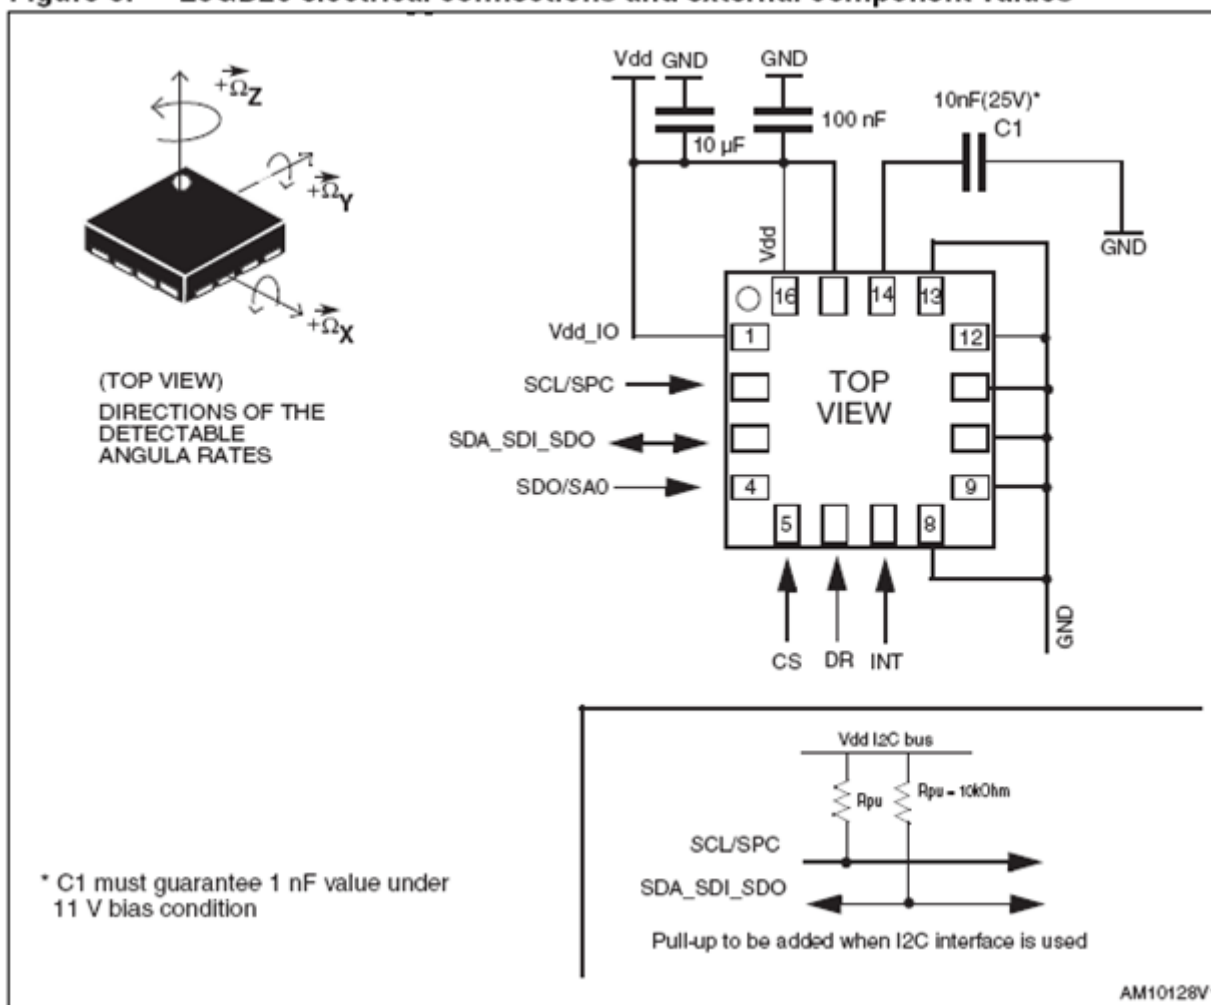 +Ω Z
+Ω Y
+Ω X
(TOP VIEW)
DIRECTIONS OF THE
DETECTABLE
ANGULA RATES
Vdd GND
GND
10 µF
100 nF
10nF(25V)*
C1
GND
Vdd
16
14
13
Vdd_IO
1
12
SCL/SPC
TOP
VIEW
SDA_SDI_SDO
SDO/SA0
4
9
5
8
CS DR INT
GND
Vdd I2C bus
Rpu
Rpu = 10kOhm
SCL/SPC
SDA_SDI_SDO
Pull-up to be added when I2C interface is used
* C1 must guarantee 1 nF value under
11 V bias condition
AM10128V